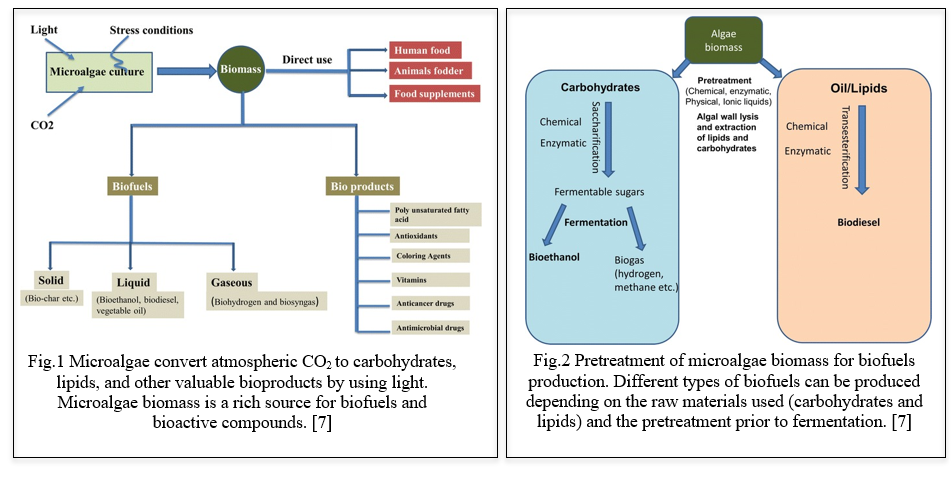 Light
Stress conditions
Microalgae culture
CO2
Biomass
Direct use
Human food
Animals fodder
Food supplements
Biofuels
Bio products
Solid
(Bio-char etc.)
Liquid
(Bioethanol, biodiesel,
vegetable oil)
Gaseous
(Biohydrogen and biosyngas)
Poly unsaturated fatty
acid
Antioxidants
Coloring Agents
Vitamins
Anticancer drugs
Antimicrobial drugs
Fig.1 Microalgae convert atmospheric CO₂ to carbohydrates,
lipids, and other valuable bioproducts by using light.
Microalgae biomass is a rich source for biofuels and
bioactive compounds. [7]
Algae
biomass
Pretreatment
(Chemical, enzymatic,
Physical, Ionic liquids)
Algal wall lysis
and extraction
of lipids and
carbohydrates
Carbohydrates
Chemical
Enzymatic
Saccharification
Fermentable sugars
Fermentation
Bioethanol
Biogas
(hydrogen,
methane etc.)
Oil/Lipids
Chemical
Enzymatic
Transesterification
Biodiesel
Fig.2 Pretreatment of microalgae biomass for biofuels
production. Different types of biofuels can be produced
depending on the raw materials used (carbohydrates and
lipids) and the pretreatment prior to fermentation. [7]